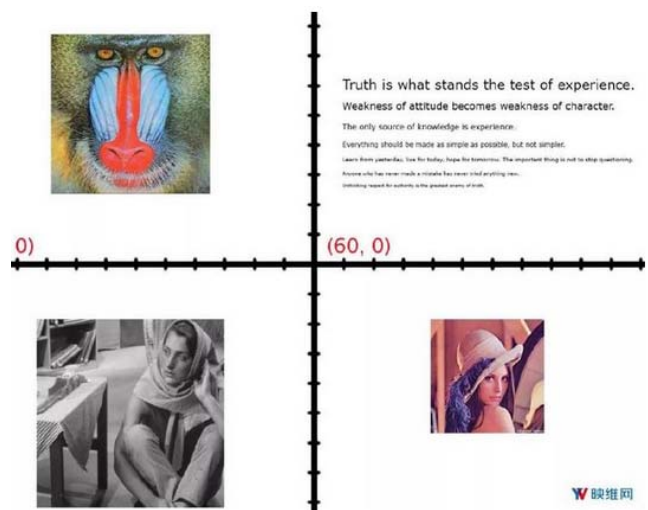 Truth is what stands the test of experience.
Weakness of attitude becomes weakness of character.
The only source of knowledge is experience.
Everything should be made as simple as possible, but not simpler.
Learn from yesterday, live for today, hope for tomorrow. The important thing is not to stop questioning.
Anyone who has never made a mistake has never tried anything new.
Unthinking respect for authority is the greatest enemy of truth.
0)
(60, 0)
映维网